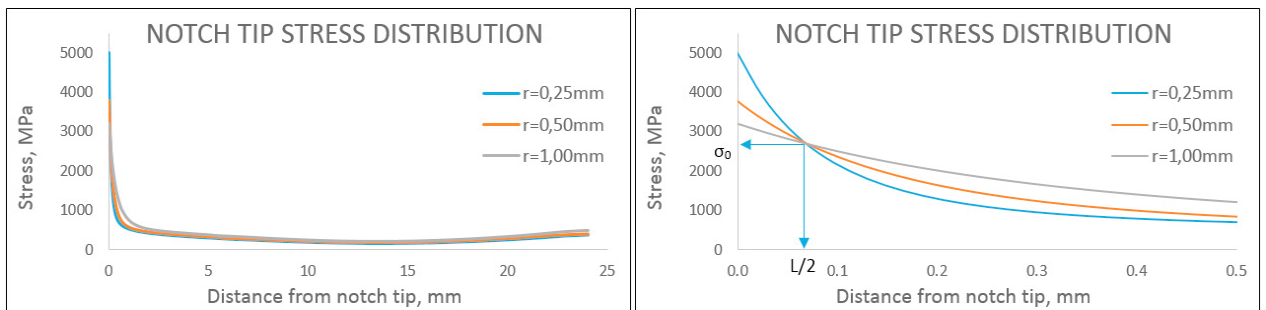 NOTCH TIP STRESS DISTRIBUTION
5000
4000
3000
2000
1000
0
Stress, MPa
r=0,25mm
r=0,50mm
r=1,00mm
0 5 10 15 20 25
Distance from notch tip, mm
NOTCH TIP STRESS DISTRIBUTION
5000
4000
3000
σ0
2000
1000
0
Stress, MPa
r=0,25mm
r=0,50mm
r=1,00mm
0.0 L/2 0.1 0.2 0.3 0.4 0.5
Distance from notch tip, mm